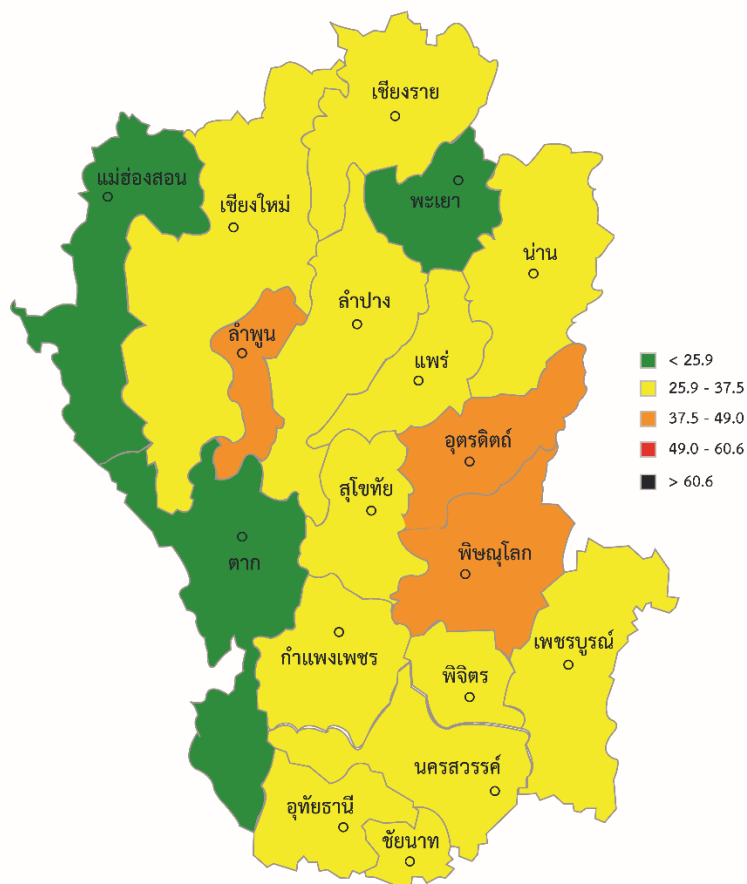 เชียงราย
แม่ฮ่องสอน
พะเยา
เชียงใหม่
น่าน
ลำปาง
ลำพูน
แพร่
< 25.9
25.9 - 37.5
37.5 - 49.0
49.0 - 60.6
> 60.6
อุตรดิตถ์
สุโขทัย
พิษณุโลก
ตาก
เพชรบูรณ์
กำแพงเพชร
พิจิตร
นครสวรรค์
อุทัยธานี
ชัยนาท